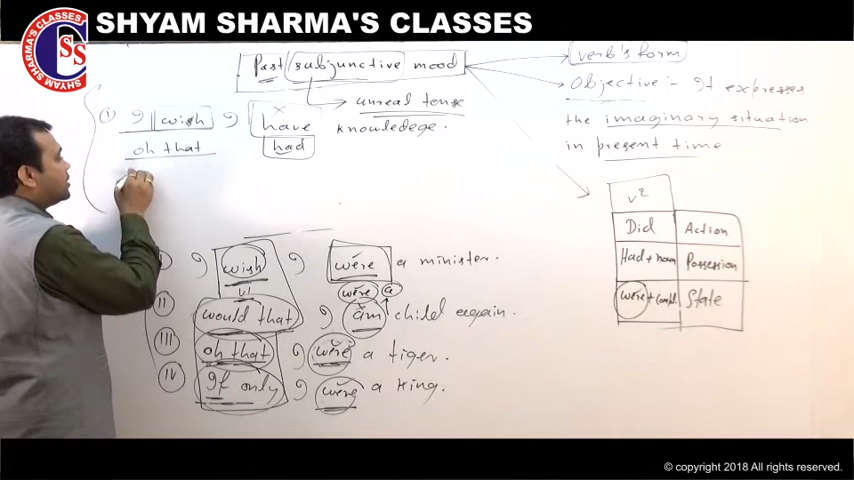 SHYAM SHARMA'S CLASSES
SHYAM SHARMA'S CLASSES
SS
Past subjunctive mood
verb's form
Objective :- It expresses
the imaginary situation
in present time.
unreal tense
① I wish I have knowledege.
had
oh that
V²
Did Action
Had + noun Possession
were + compl State
I wish I were a minister.
were a
II would that I am child again.
III oh that I were a tiger.
IV If only I were a King.
© copyright 2018 All rights reserved.